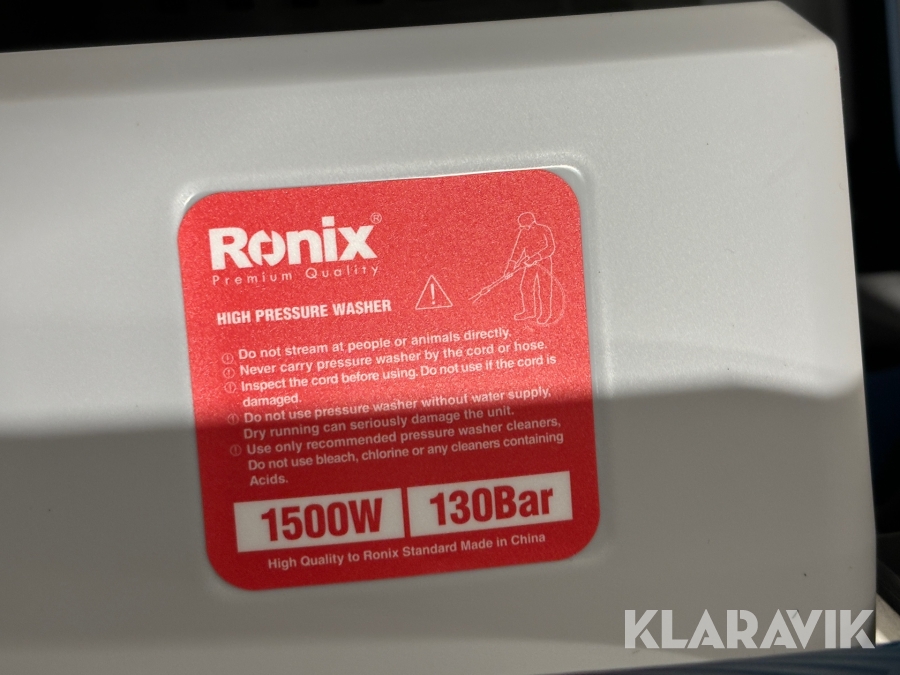 Ronix®
Premium Quality
HIGH PRESSURE WASHER
Do not stream at people or animals directly.
Never carry pressure washer by the cord or hose.
Inspect the cord before using. Do not use if the cord is
damaged.
Do not use pressure washer without water supply,
Dry running can seriously damage the unit.
Use only recommended pressure washer cleaners,
Do not use bleach, chlorine or any cleaners containing
Acids.
1500W 130Bar
High Quality to Ronix Standard Made in China
KLARAVIK